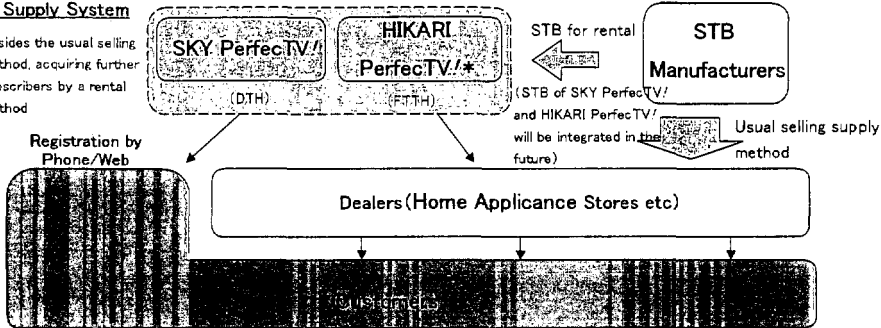 Supply System
sides the usual selling
thod, acquiring further
scribers by a rental
thod
SKY PerfecTV!
(DTH)
HIKARI
PerfecTV!*
(FTTH)
STB for rental
(STB of SKY PerfecTV!
and HIKARI PerfecTV!
will be integrated in the
future)
STB
Manufacturers
Usual selling supply
method
Registration by
Phone/Web
Dealers(Home Applicance Stores etc)
Customers